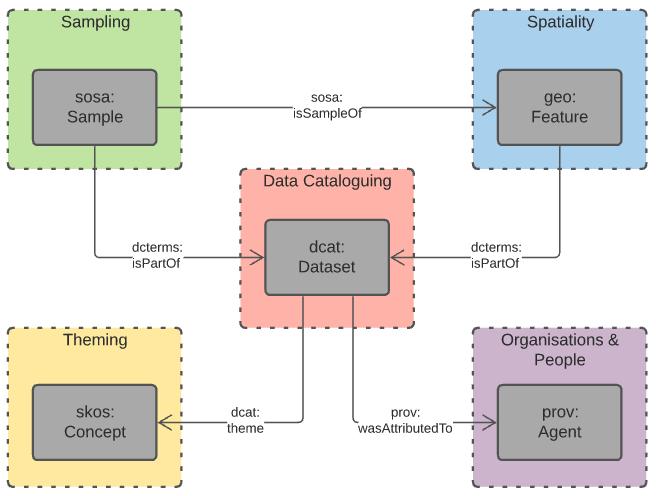 Sampling
Spatiality
sosa:
Sample
sosa:
isSampleOf
geo:
Feature
Data Cataloguing
dcterms:
isPartOf
dcat:
Dataset
dcterms:
isPartOf
Theming
Organisations &
People
skos:
Concept
dcat:
theme
prov:
wasAttributedTo
prov:
Agent